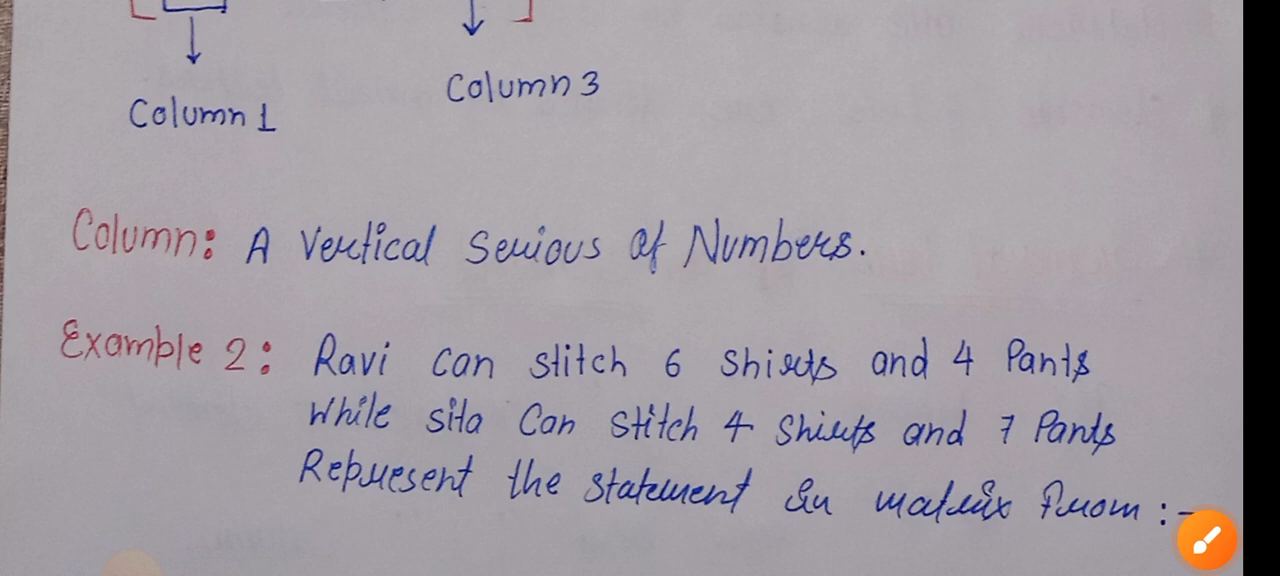 Column 1
Column 3
Column: A Vertical Serious of Numbers.
Examble 2: Ravi can stitch 6 Shirts and 4 Pants
While sita Can Stitch 4 Shirts and 7 Pants
Represent the statement in matrix from :-